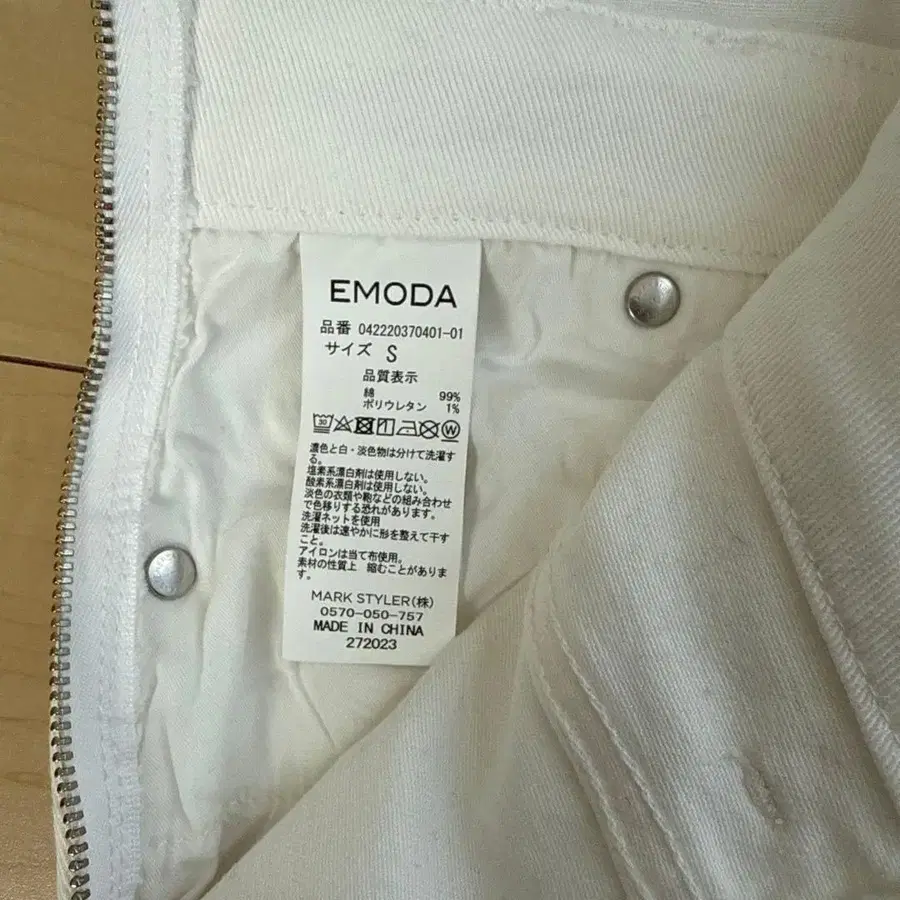 EMODA
品番 042220370401-01
サイズ S
品質表示
綿 99%
ポリウレタン 1%
30 W
濃色と白・淡色物は分けて洗濯す
る。
塩素系漂白剤は使用しない。
酸素系漂白剤は使用しない。
淡色の衣類や鞄などの組み合わせ
で色移りする恐れがあります。
洗濯ネットを使用
洗濯後は速やかに形を整えて干す
こと。
アイロンは当て布使用。
素材の性質上 縮むことがありま
す。
MARK STYLER(株)
0570-050-757
MADE IN CHINA
272023